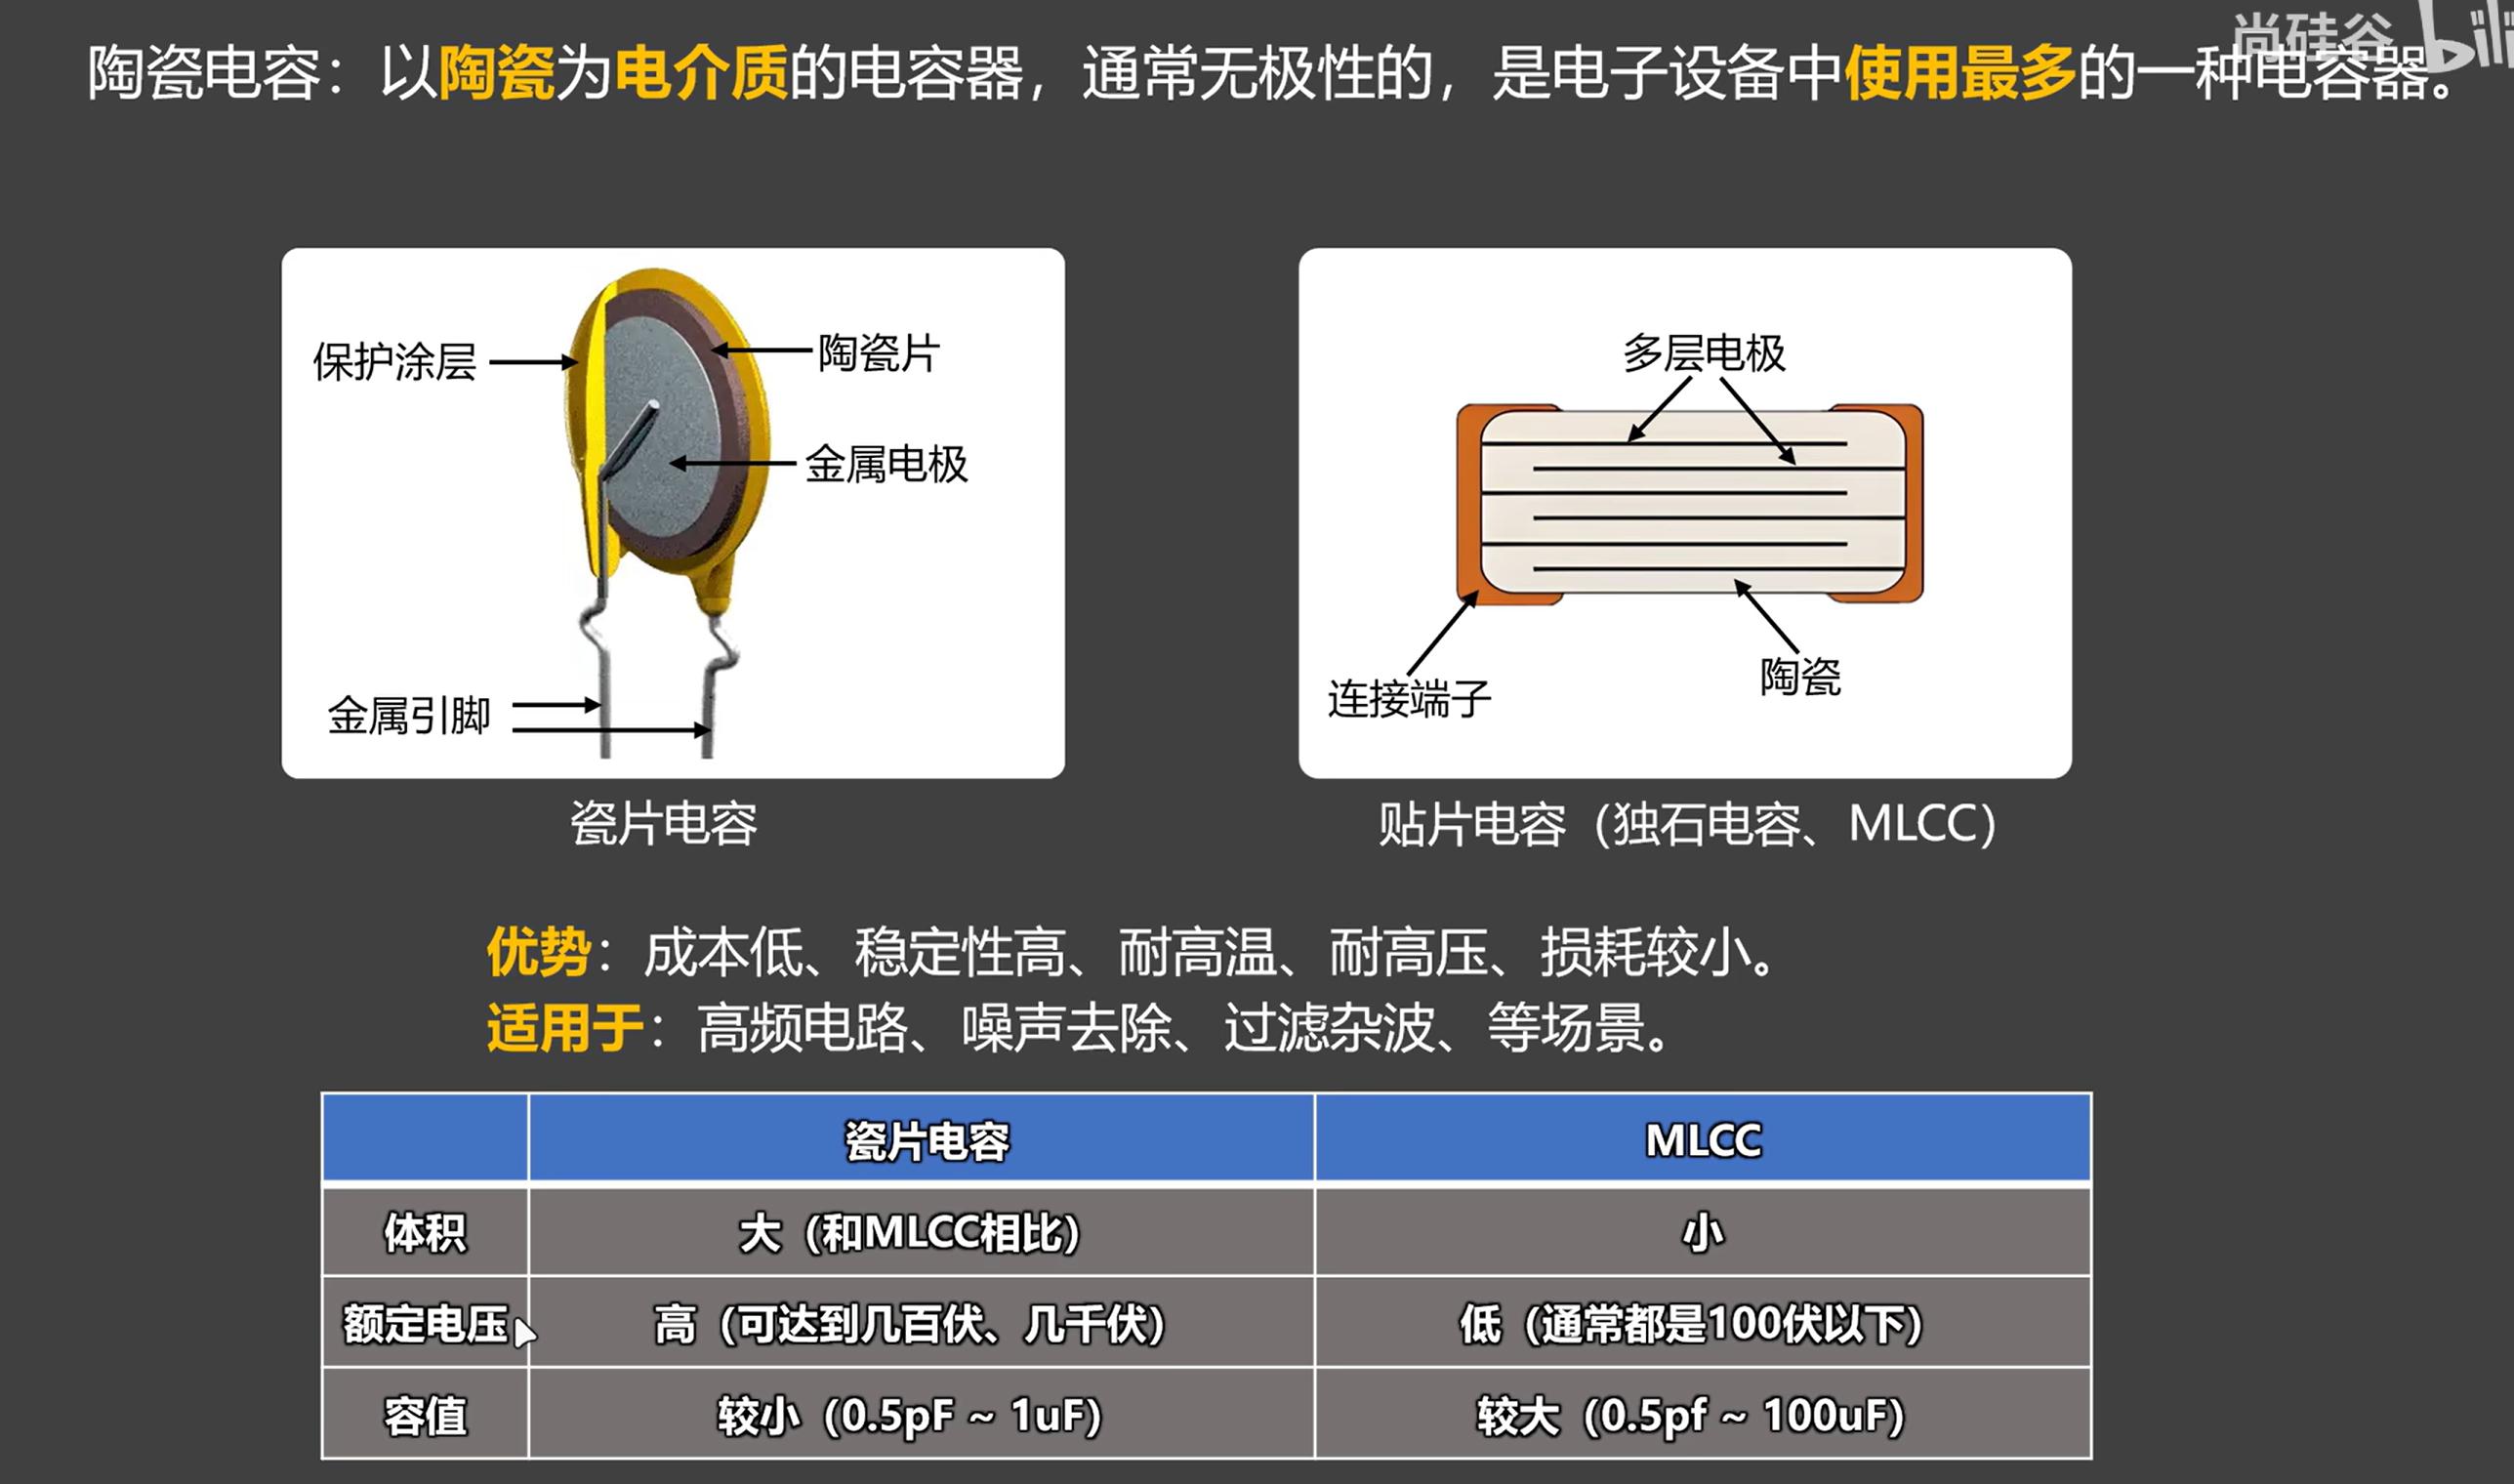 尚硅谷 bili
陶瓷电容：以陶瓷为电介质的电容器，通常无极性的，是电子设备中使用最多的一种电容器。
保护涂层
陶瓷片
金属电极
金属引脚
瓷片电容
多层电极
连接端子
陶瓷
贴片电容（独石电容、MLCC）
优势：成本低、稳定性高、耐高温、耐高压、损耗较小。
适用于：高频电路、噪声去除、过滤杂波、等场景。
瓷片电容 MLCC
体积 大（和MLCC相比） 小
额定电压 高（可达到几百伏、几千伏） 低（通常都是100伏以下）
容值 较小（0.5pF ~ 1uF） 较大（0.5pf ~ 100uF）